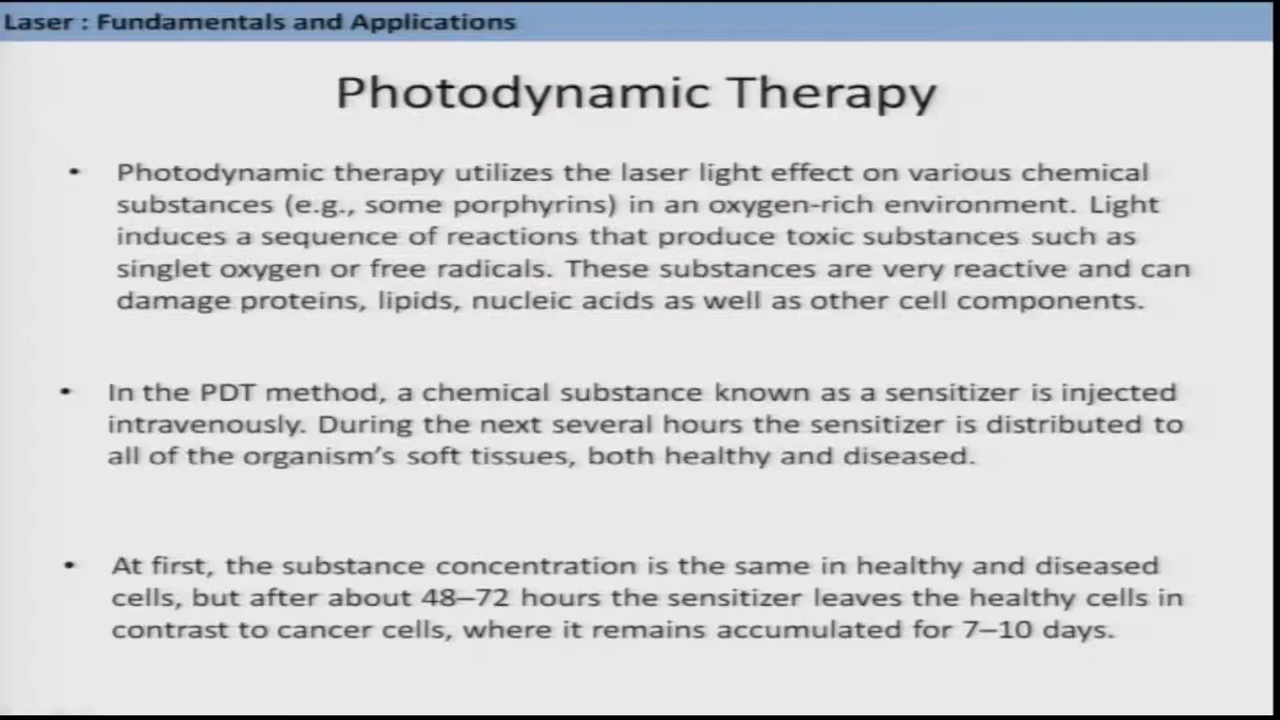 Laser : Fundamentals and Applications
Photodynamic Therapy
• Photodynamic therapy utilizes the laser light effect on various chemical
substances (e.g., some porphyrins) in an oxygen-rich environment. Light
induces a sequence of reactions that produce toxic substances such as
singlet oxygen or free radicals. These substances are very reactive and can
damage proteins, lipids, nucleic acids as well as other cell components.
• In the PDT method, a chemical substance known as a sensitizer is injected
intravenously. During the next several hours the sensitizer is distributed to
all of the organism's soft tissues, both healthy and diseased.
• At first, the substance concentration is the same in healthy and diseased
cells, but after about 48–72 hours the sensitizer leaves the healthy cells in
contrast to cancer cells, where it remains accumulated for 7–10 days.